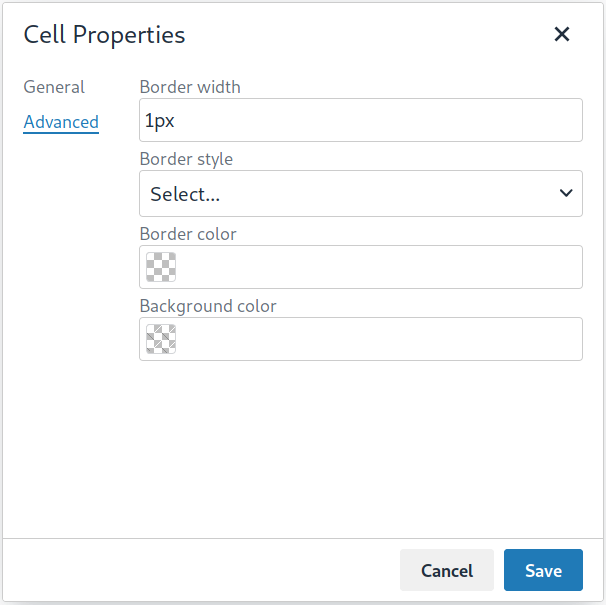 Cell Properties
General
Advanced
Border width
1px
Border style
Select...
Border color
Background color
Cancel
Save